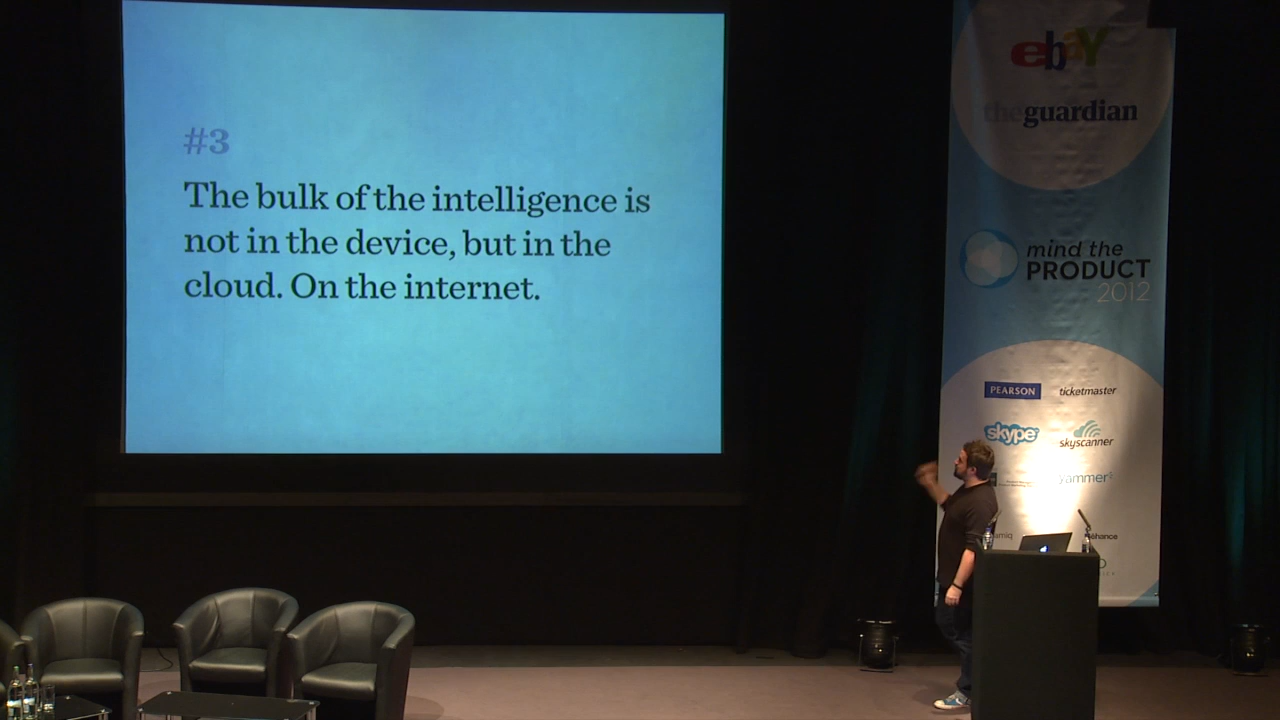 #3
The bulk of the intelligence is
not in the device, but in the
cloud. On the internet.
ebay
theguardian
mind the
PRODUCT
2012
PEARSON
ticketmaster
skype
skyscanner